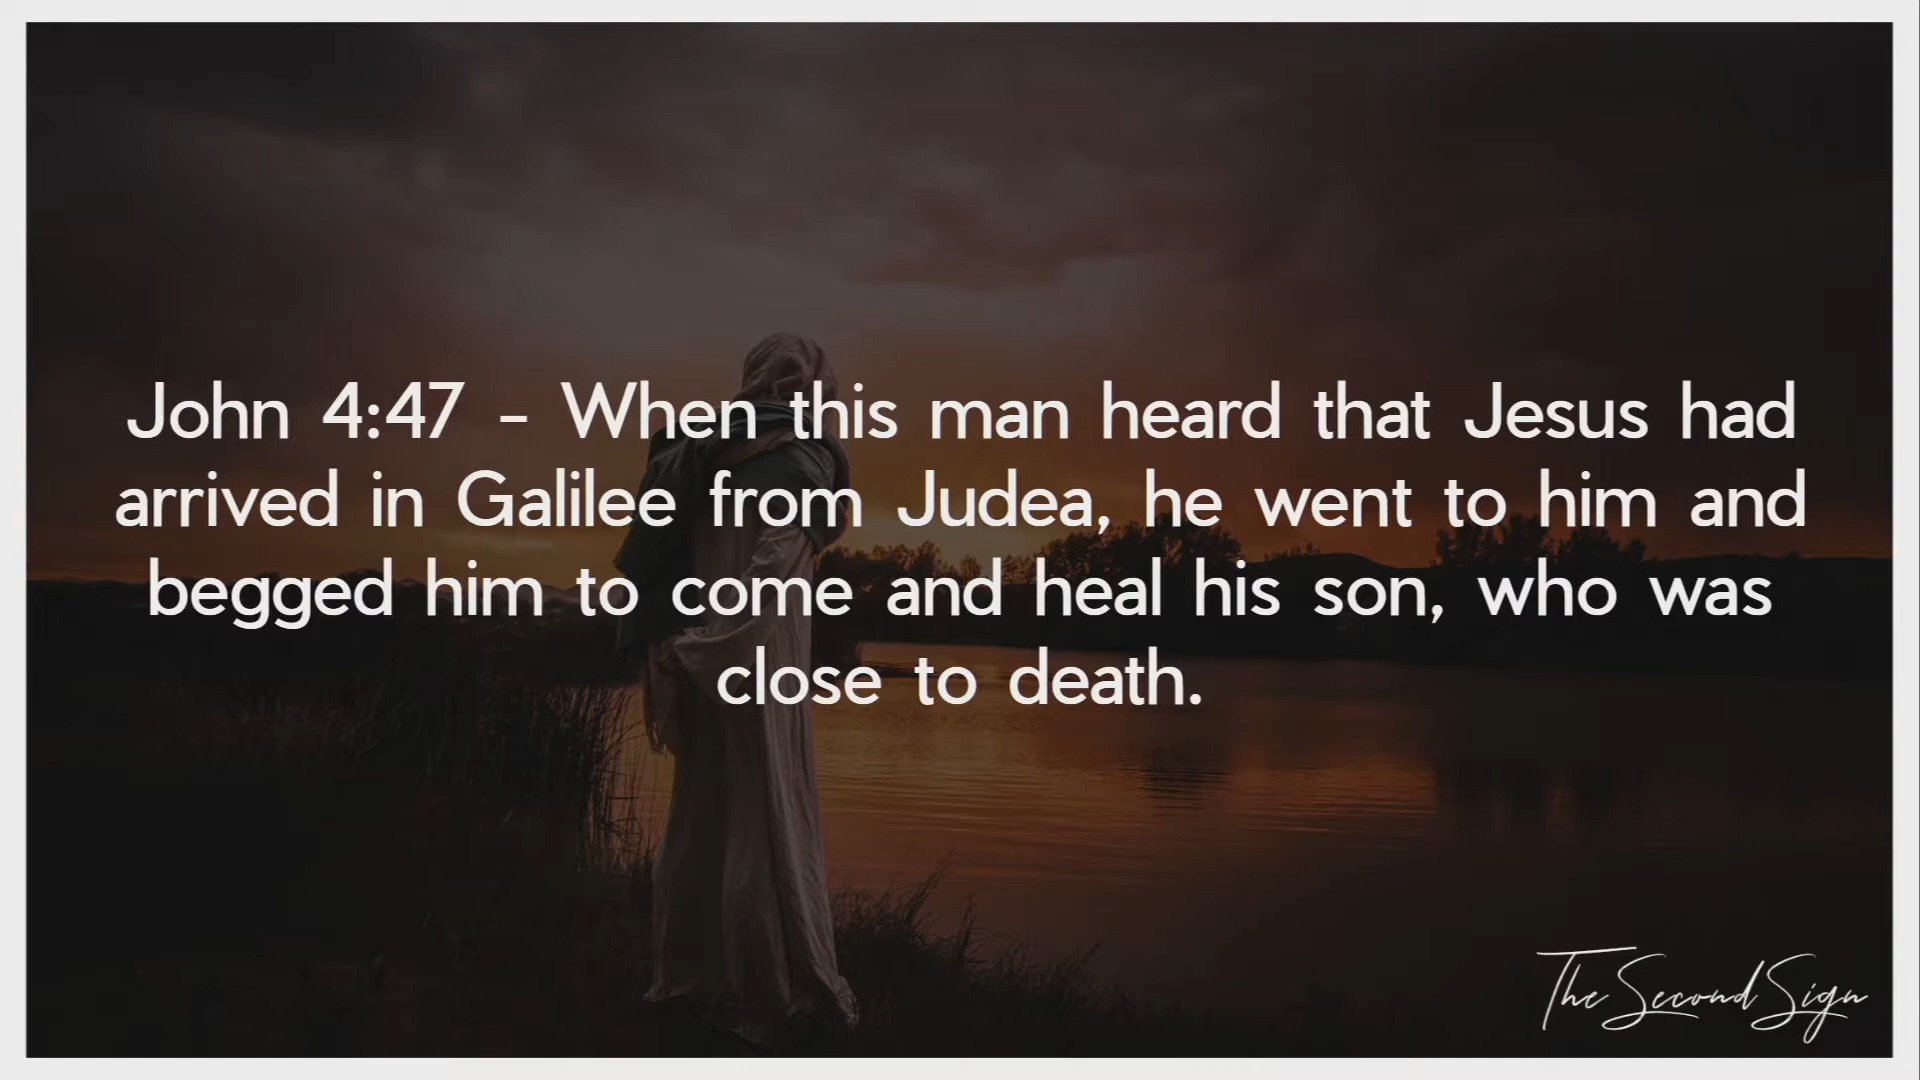 John 4:47 - When this man heard that Jesus had
arrived in Galilee from Judea, he went to him and
begged him to come and heal his son, who was
close to death.
The Second Sign